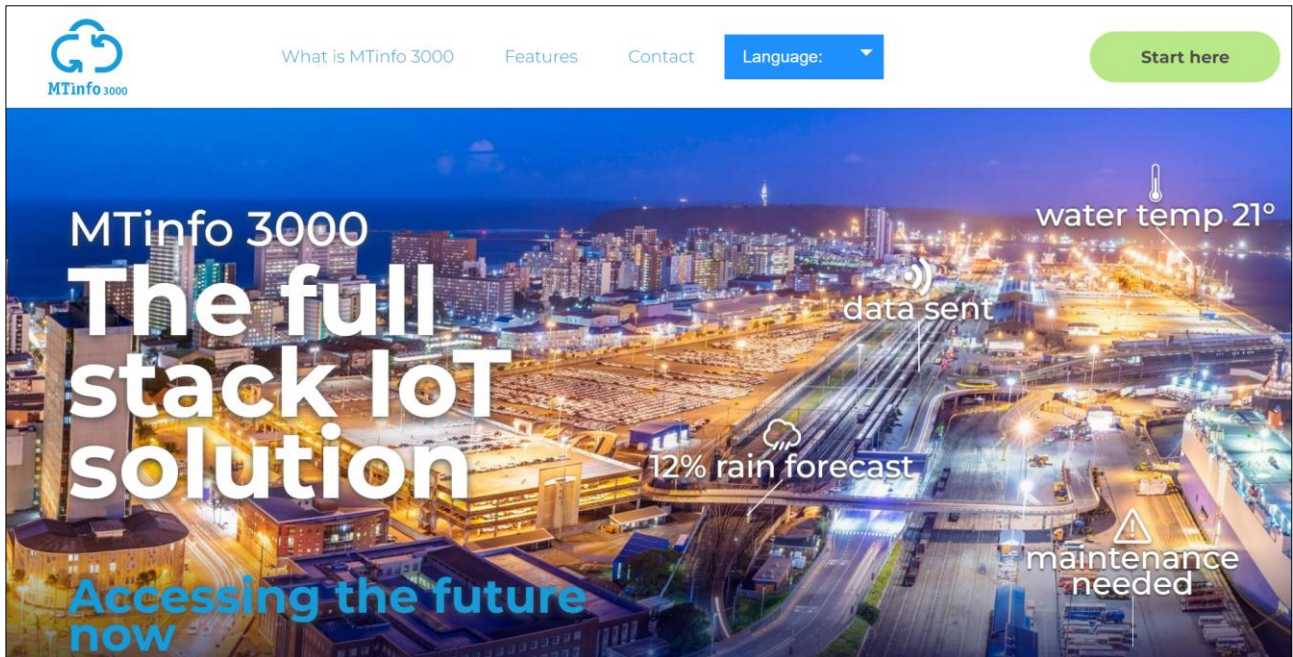 MTinfo 3000
What is MTinfo 3000
Features
Contact
Language:
Start here
MTinfo 3000
The full
stack IoT
solution
Accessing the future
now
water temp 21°
data sent
12% rain forecast
maintenance
needed